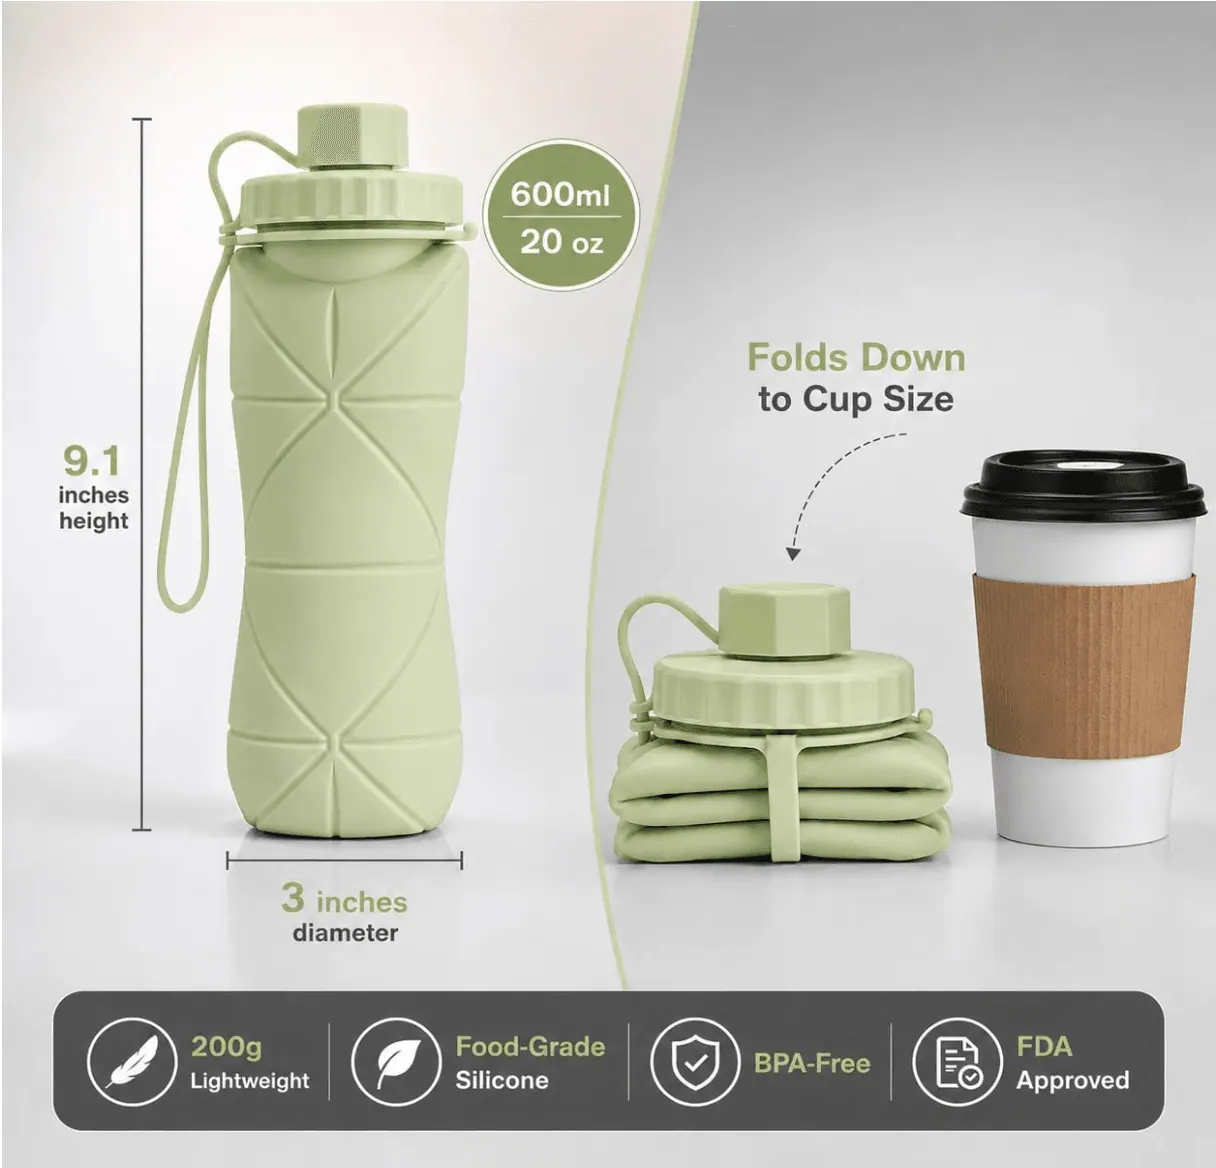 600ml
20 oz
Folds Down
to Cup Size
9.1
inches
height
3 inches
diameter
200g
Lightweight
Food-Grade
Silicone
BPA-Free
FDA
Approved